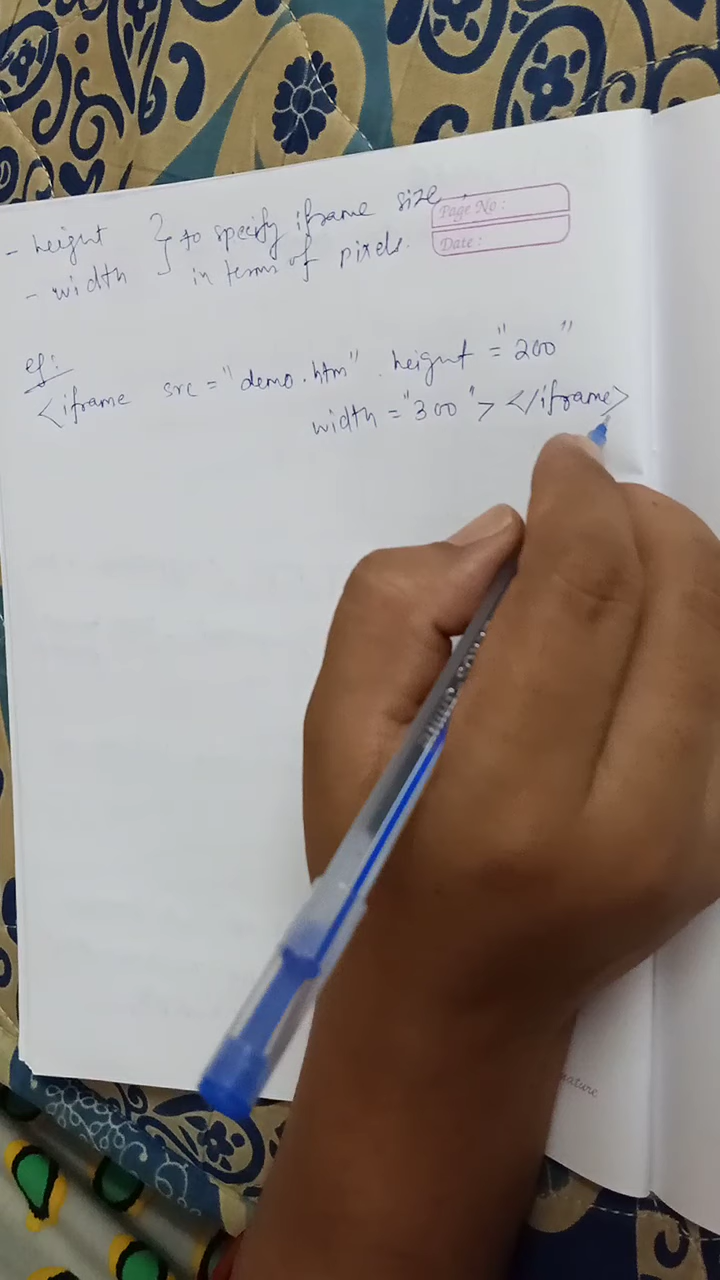 - height } to specify iframe size.
- width in terms of pixels.
Page No :
Date :
eg:
<iframe src="demo.htm" height="200"
width="300"></iframe>